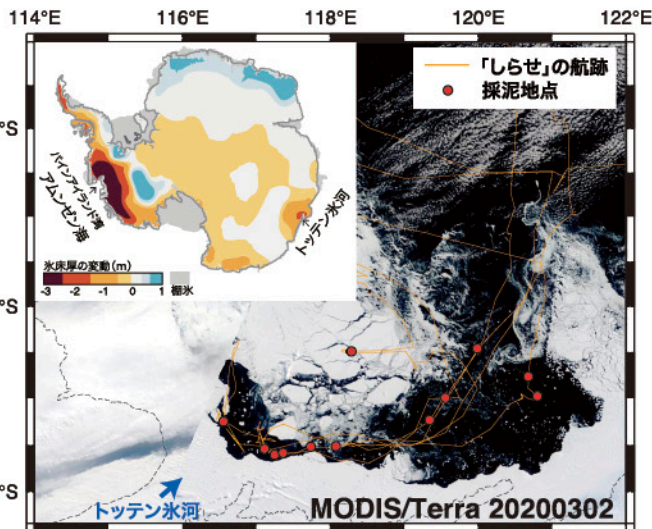 114°E 116°E 118°E 120°E 122°E
「しらせ」の航跡
採泥地点
°S
パインアイランド湾
アムンゼン海
トッテン氷河
氷床厚の変動(m)
-3 -2 -1 0 1 棚氷
°S
°S
トッテン氷河
MODIS/Terra 20200302